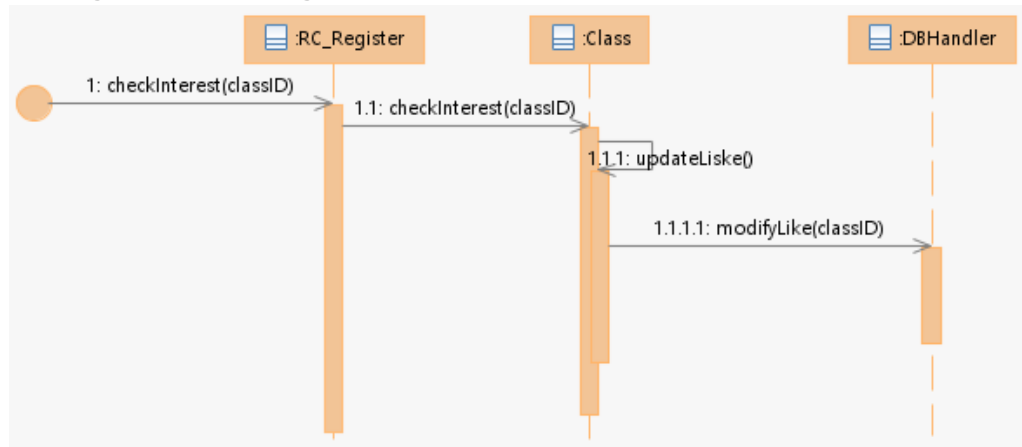 :RC_Register
:Class
:DBHandler
1: checkInterest(classID)
1.1: checkInterest(classID)
1.1.1: updateLiske()
1.1.1.1: modifyLike(classID)